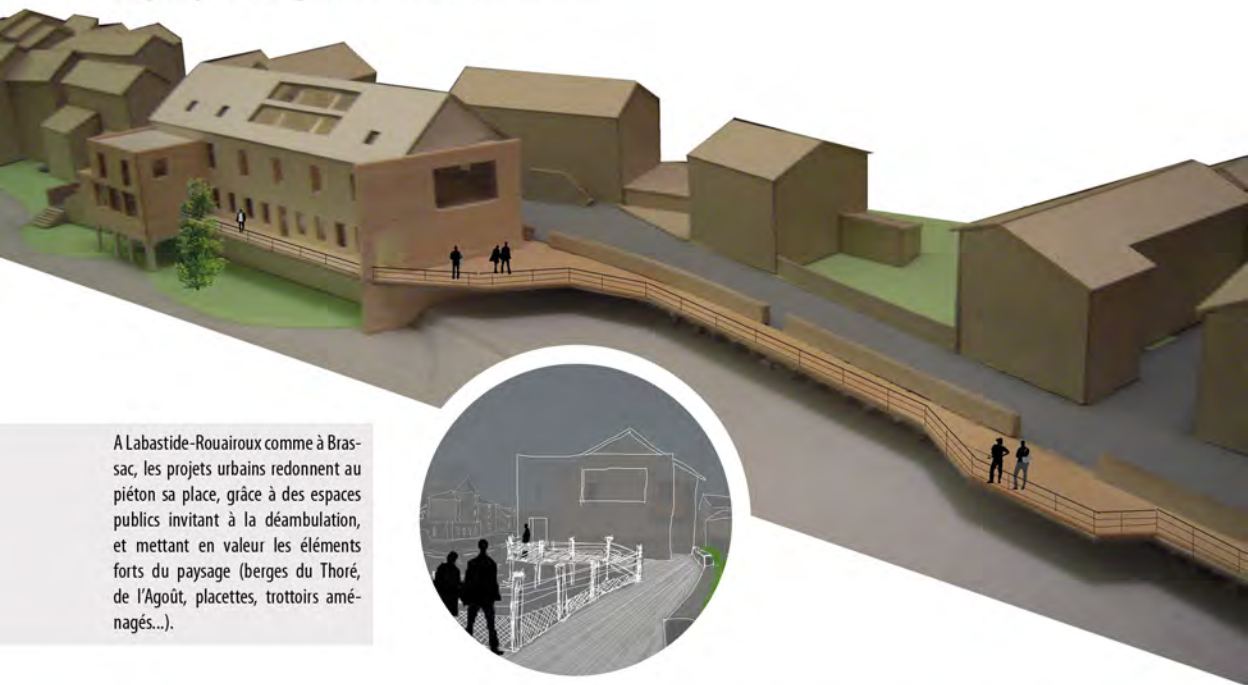 A Labastide-Rouairoux comme à Bras-
sac, les projets urbains redonnent au
piéton sa place, grâce à des espaces
publics invitant à la déambulation,
et mettant en valeur les éléments
forts du paysage (berges du Thoré,
de l'Agoût, placettes, trottoirs amé-
nagés...).